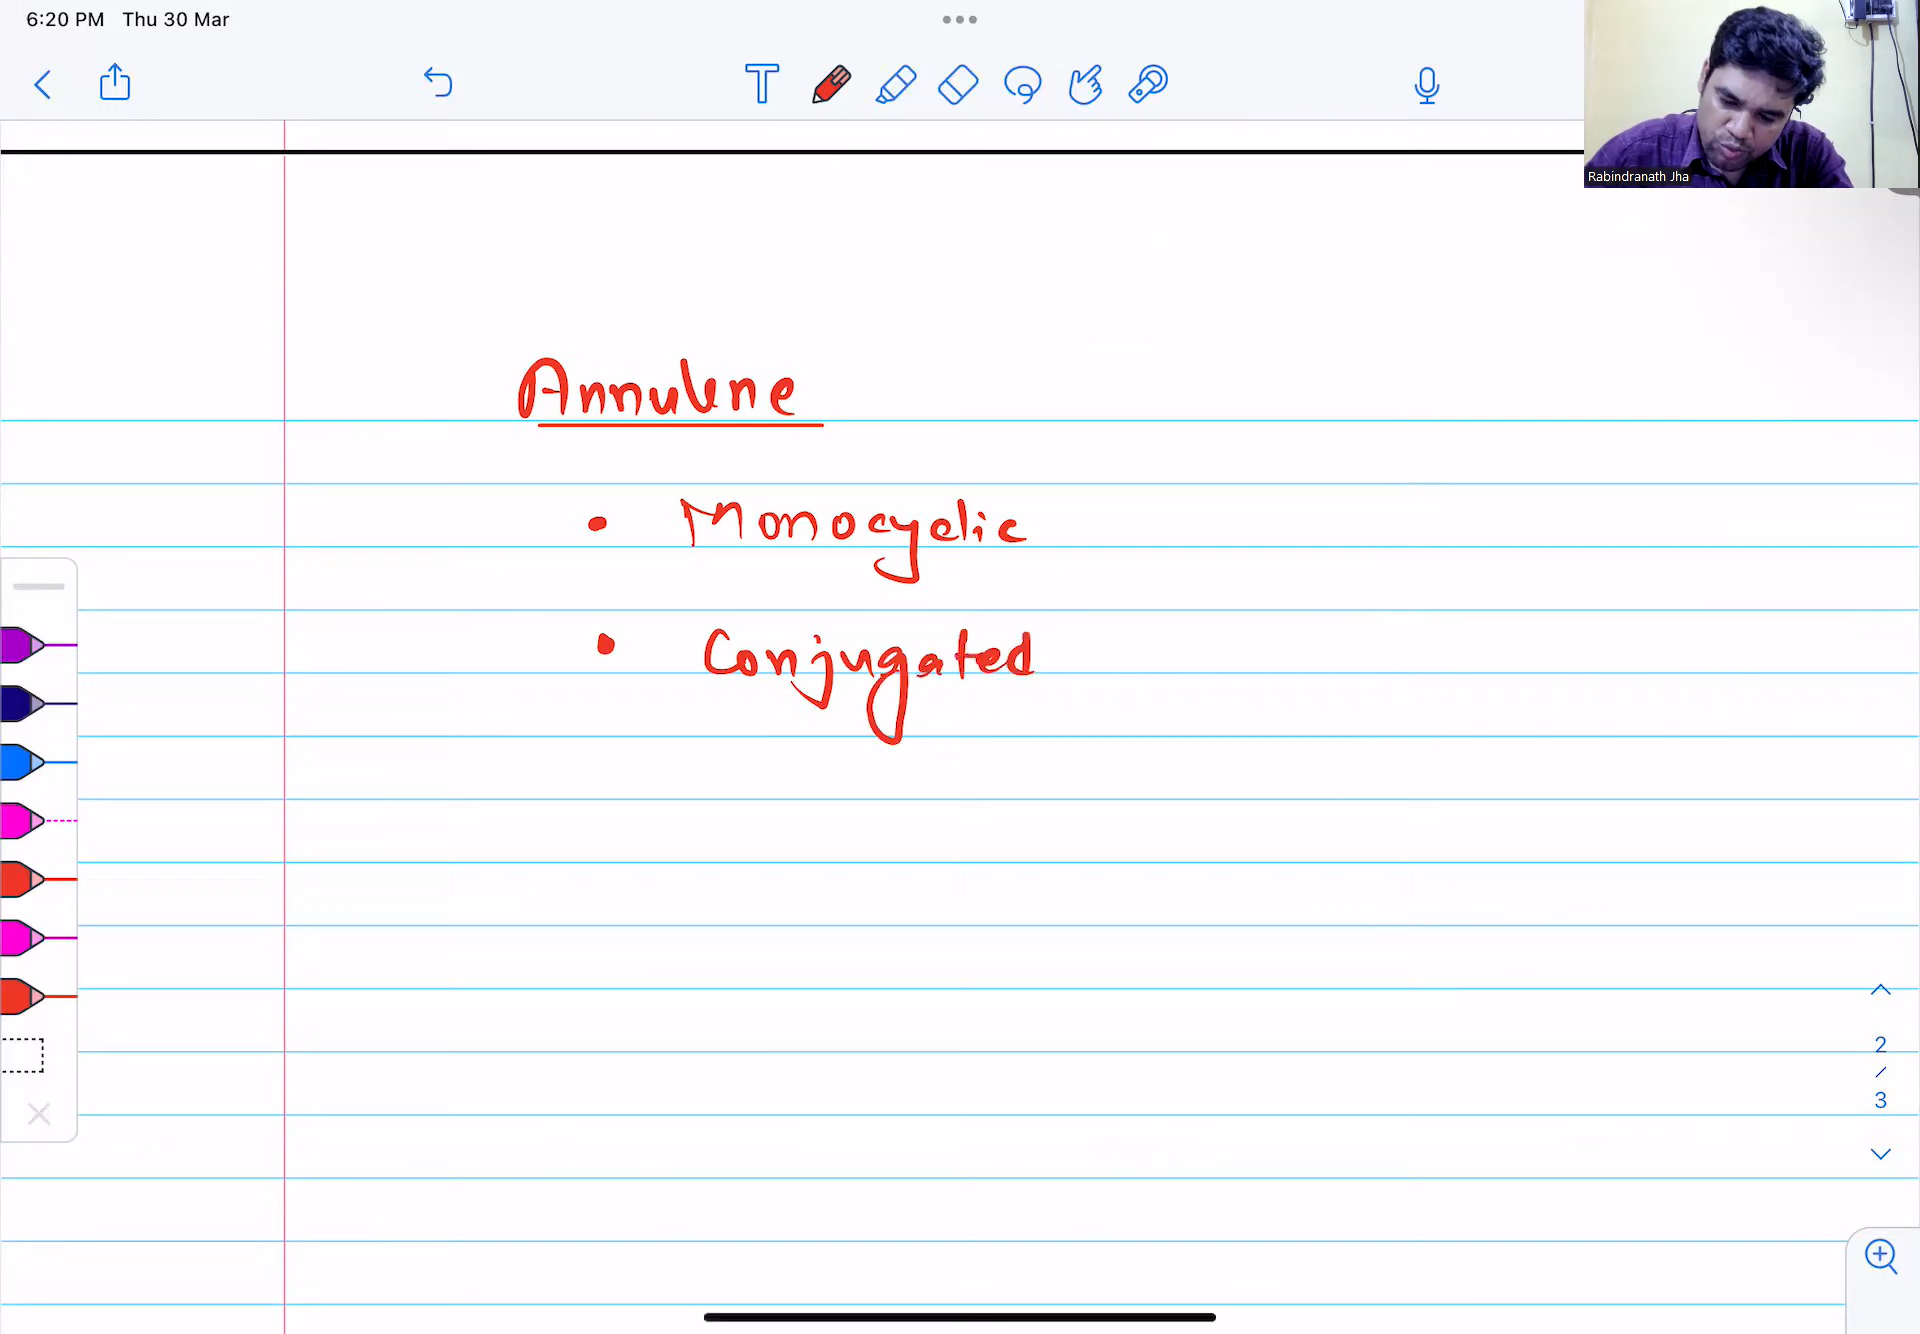 6:20 PM Thu 30 Mar
Rabindranath Jha
Annulene
• Monocyclic
• Conjugated
2
/
3